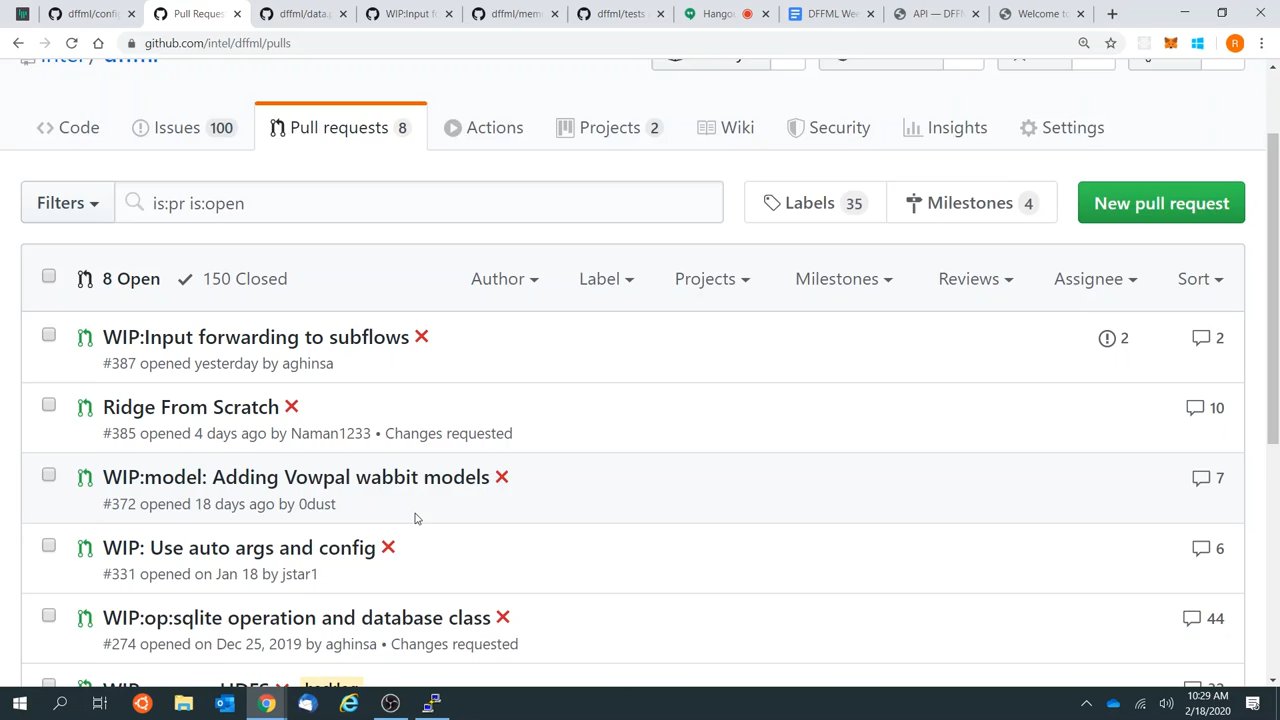 dffml/config
Pull Reques
dffml/data.p
WIP:Input f
dffml/mem
dffml/tests
Hangou
DFFML Wee
API — DFFM
Welcome to
github.com/intel/dffml/pulls
R
Code
Issues 100
Pull requests 8
Actions
Projects 2
Wiki
Security
Insights
Settings
Filters
is:pr is:open
Labels 35
Milestones 4
New pull request
8 Open
150 Closed
Author
Label
Projects
Milestones
Reviews
Assignee
Sort
WIP:Input forwarding to subflows
2
2
#387 opened yesterday by aghinsa
Ridge From Scratch
10
#385 opened 4 days ago by Naman1233 • Changes requested
WIP:model: Adding Vowpal wabbit models
7
#372 opened 18 days ago by 0dust
WIP: Use auto args and config
6
#331 opened on Jan 18 by jstar1
WIP:op:sqlite operation and database class
44
#274 opened on Dec 25, 2019 by aghinsa • Changes requested
10:29 AM
2/18/2020